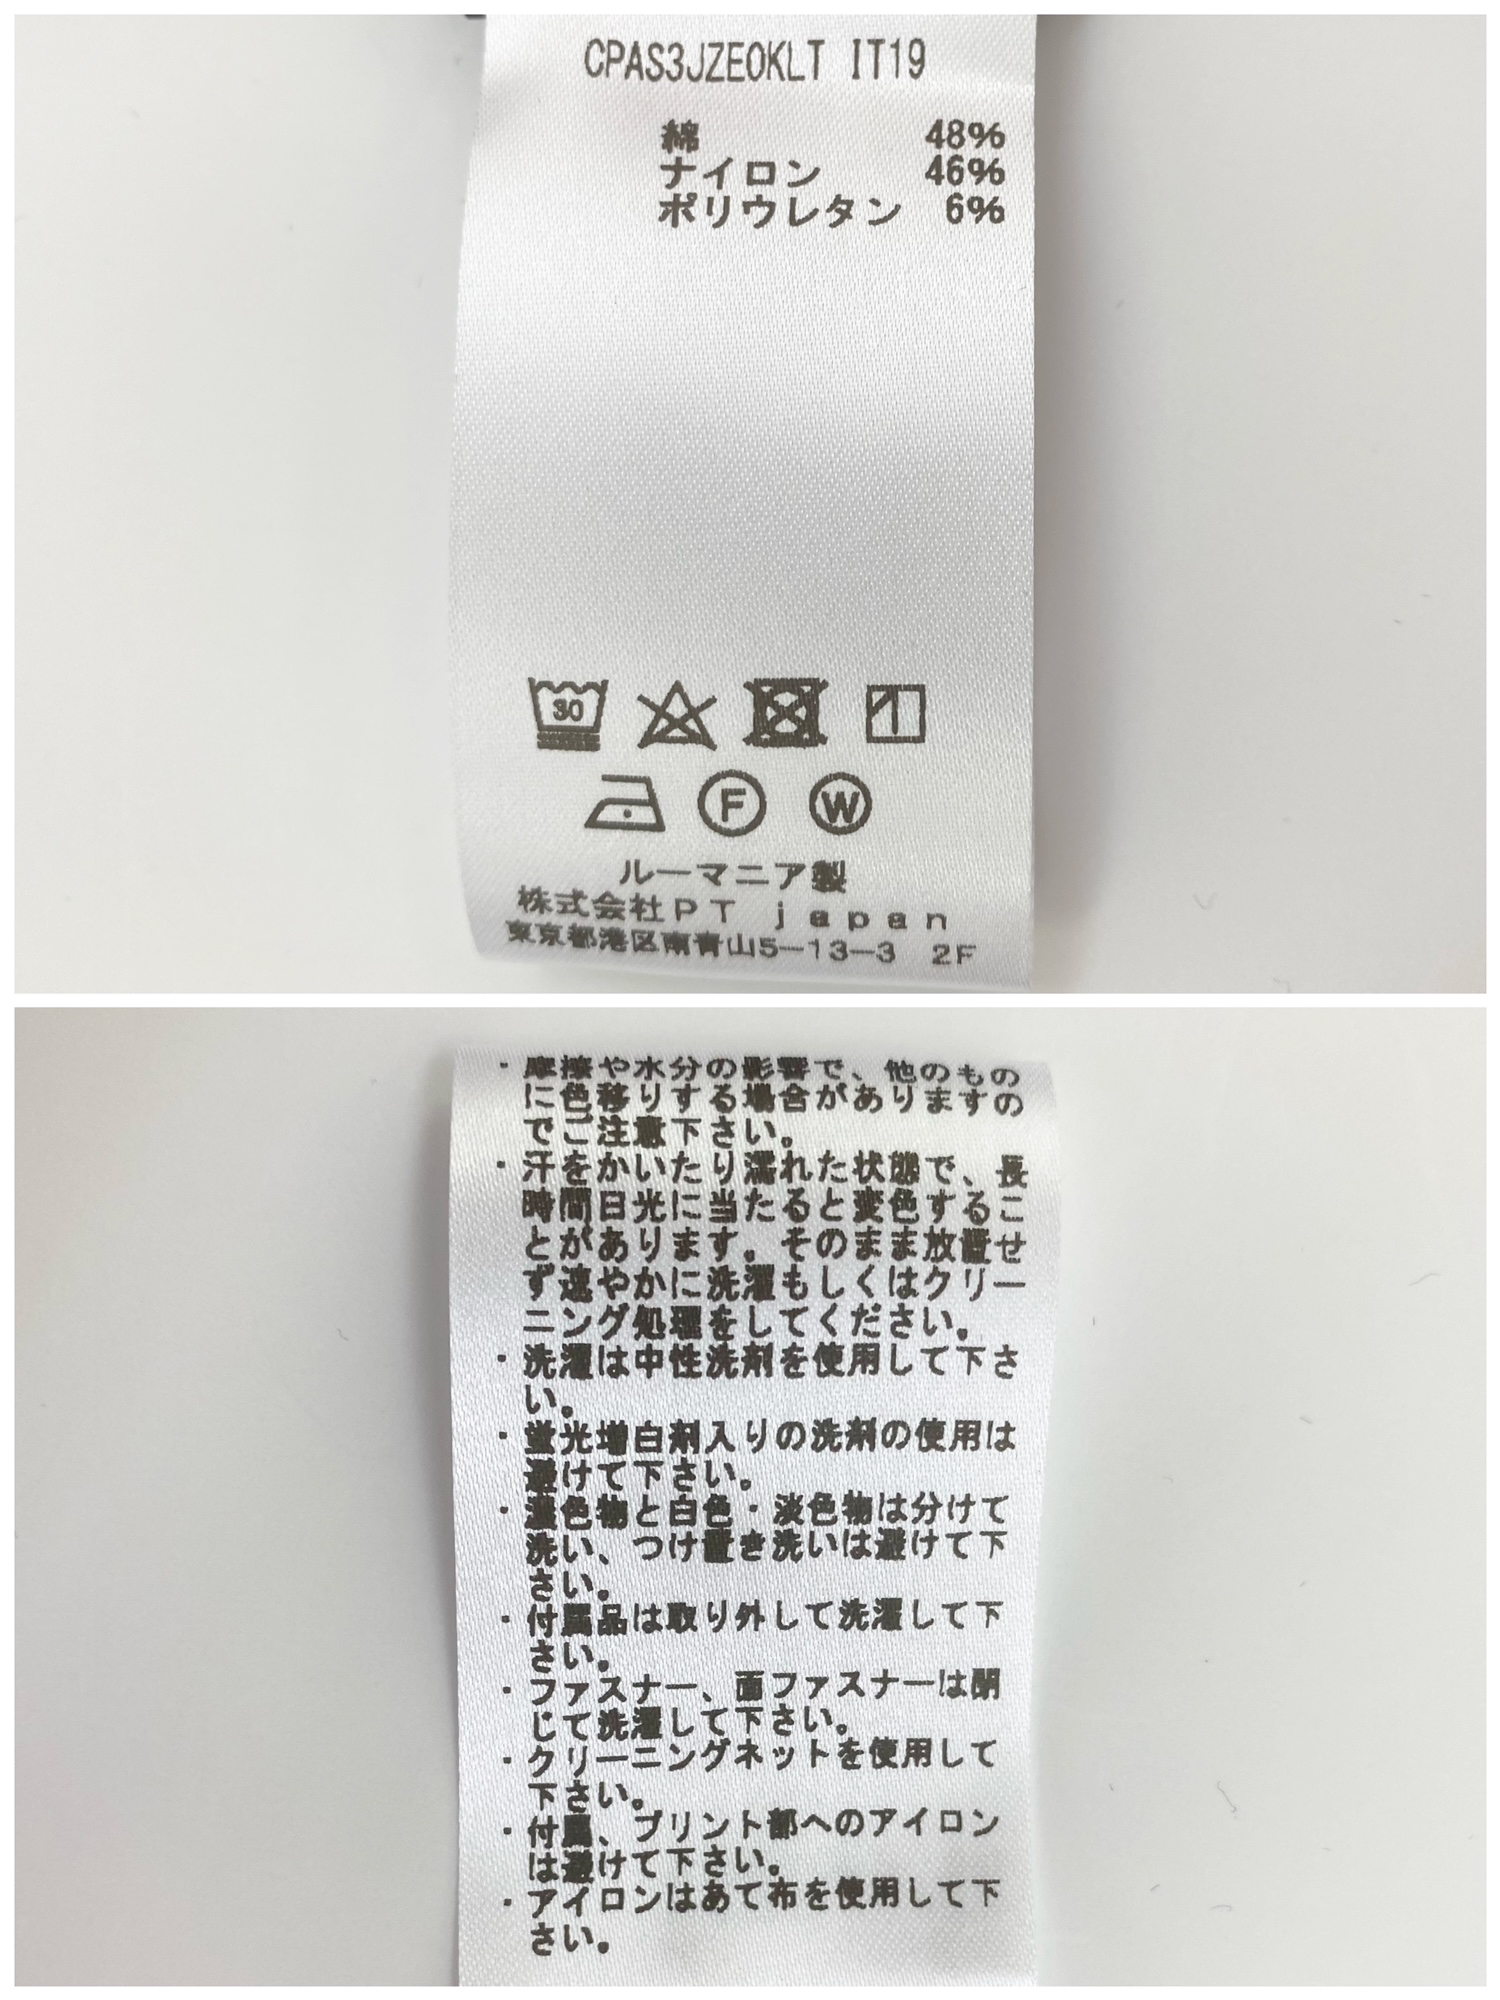 CPAS3JZE0KLT IT19
綿 48%
ナイロン 46%
ポリウレタン 6%
30
F W
ルーマニア製
株式会社PT japan
東京都港区南青山5-13-3 2F
・摩擦や水分の影響で、他のもの
に色移りする場合がありますの
でご注意下さい。
・汗をかいたり濡れた状態で、長
時間日光に当たると変色するこ
とがあります。そのまま放置せ
ず速やかに洗濯もしくはクリー
ニング処理をしてください。
・洗濯は中性洗剤を使用して下さ
い。
・蛍光増白剤入りの洗剤の使用は
避けて下さい。
・濃色物と白色・淡色物は分けて
洗い、つけ置き洗いは避けて下
さい。
・付属品は取り外して洗濯して下
さい。
・ファスナー、面ファスナーは閉
じて洗濯して下さい。
・クリーニングネットを使用して
下さい。
・付属、プリント部へのアイロン
は避けて下さい。
・アイロンはあて布を使用して下
さい。